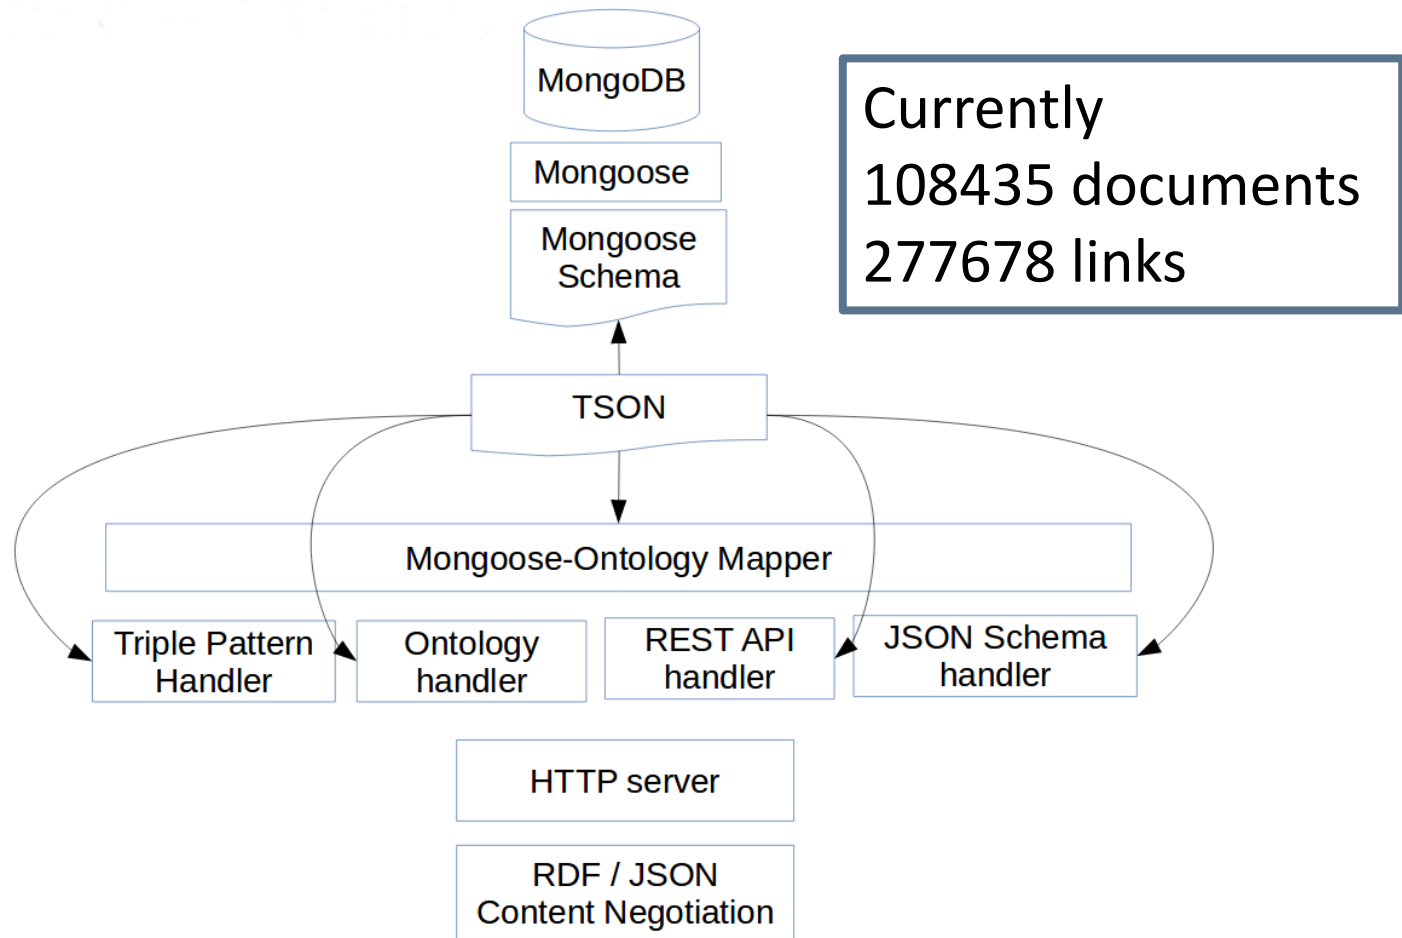 MongoDB
Mongoose
Mongoose
Schema
Currently
108435 documents
277678 links
TSON
Mongoose-Ontology Mapper
Triple Pattern
Handler
Ontology
handler
REST API
handler
JSON Schema
handler
HTTP server
RDF / JSON
Content Negotiation